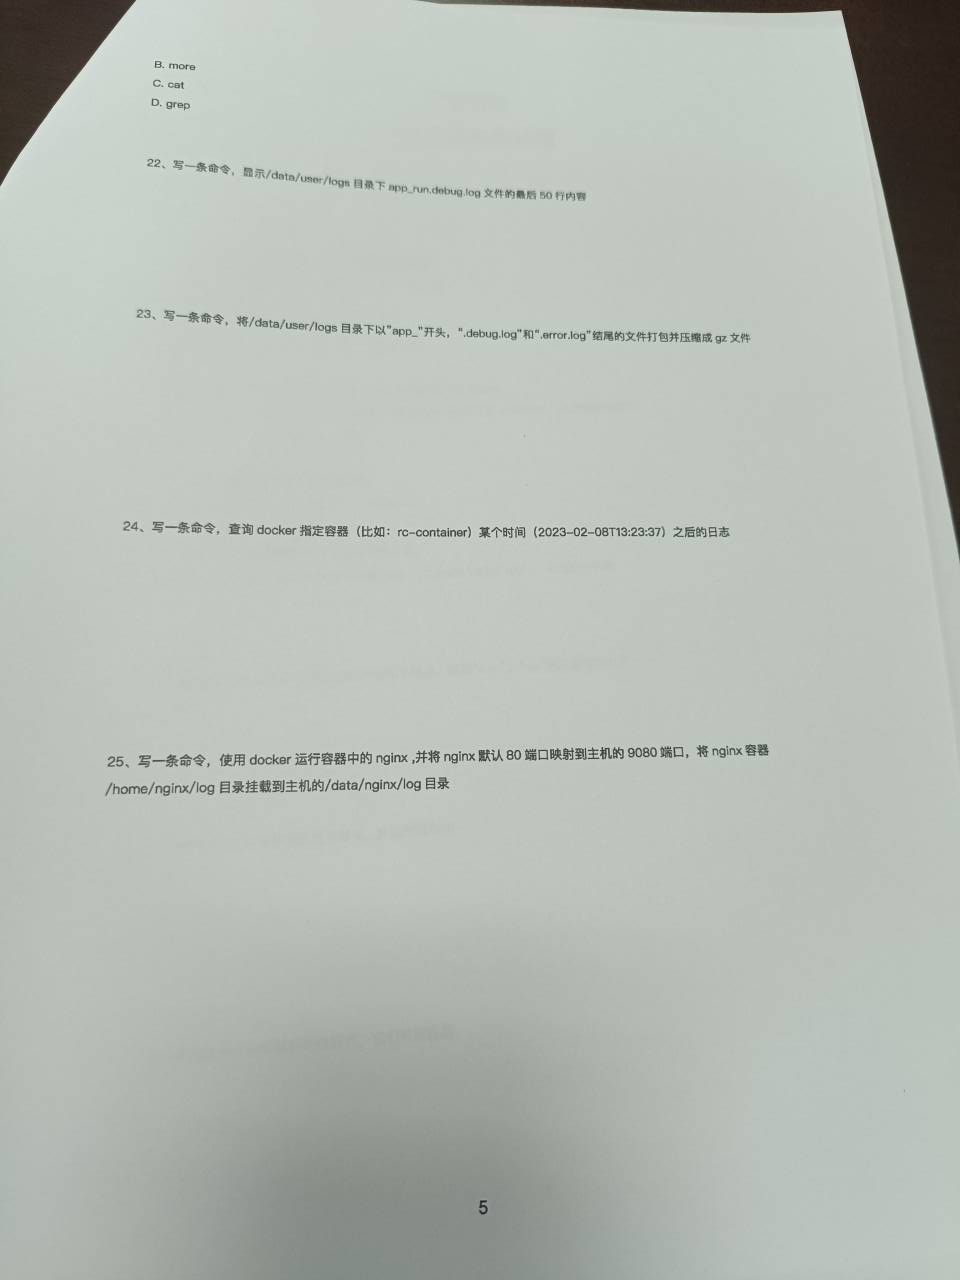 B. more
C. cat
D. grep
22、写一条命令，显示/data/user/logs 目录下 app_run.debug.log 文件的最后 50 行内容
23、写一条命令，将/data/user/logs 目录下以"app_"开头，".debug.log"和".error.log"结尾的文件打包并压缩成 gz 文件
24、写一条命令，查询 docker 指定容器（比如：rc-container）某个时间（2023-02-08T13:23:37）之后的日志
25、写一条命令，使用 docker 运行容器中的 nginx ,并将 nginx 默认 80 端口映射到主机的 9080 端口，将 nginx 容器
/home/nginx/log 目录挂载到主机的/data/nginx/log 目录
5